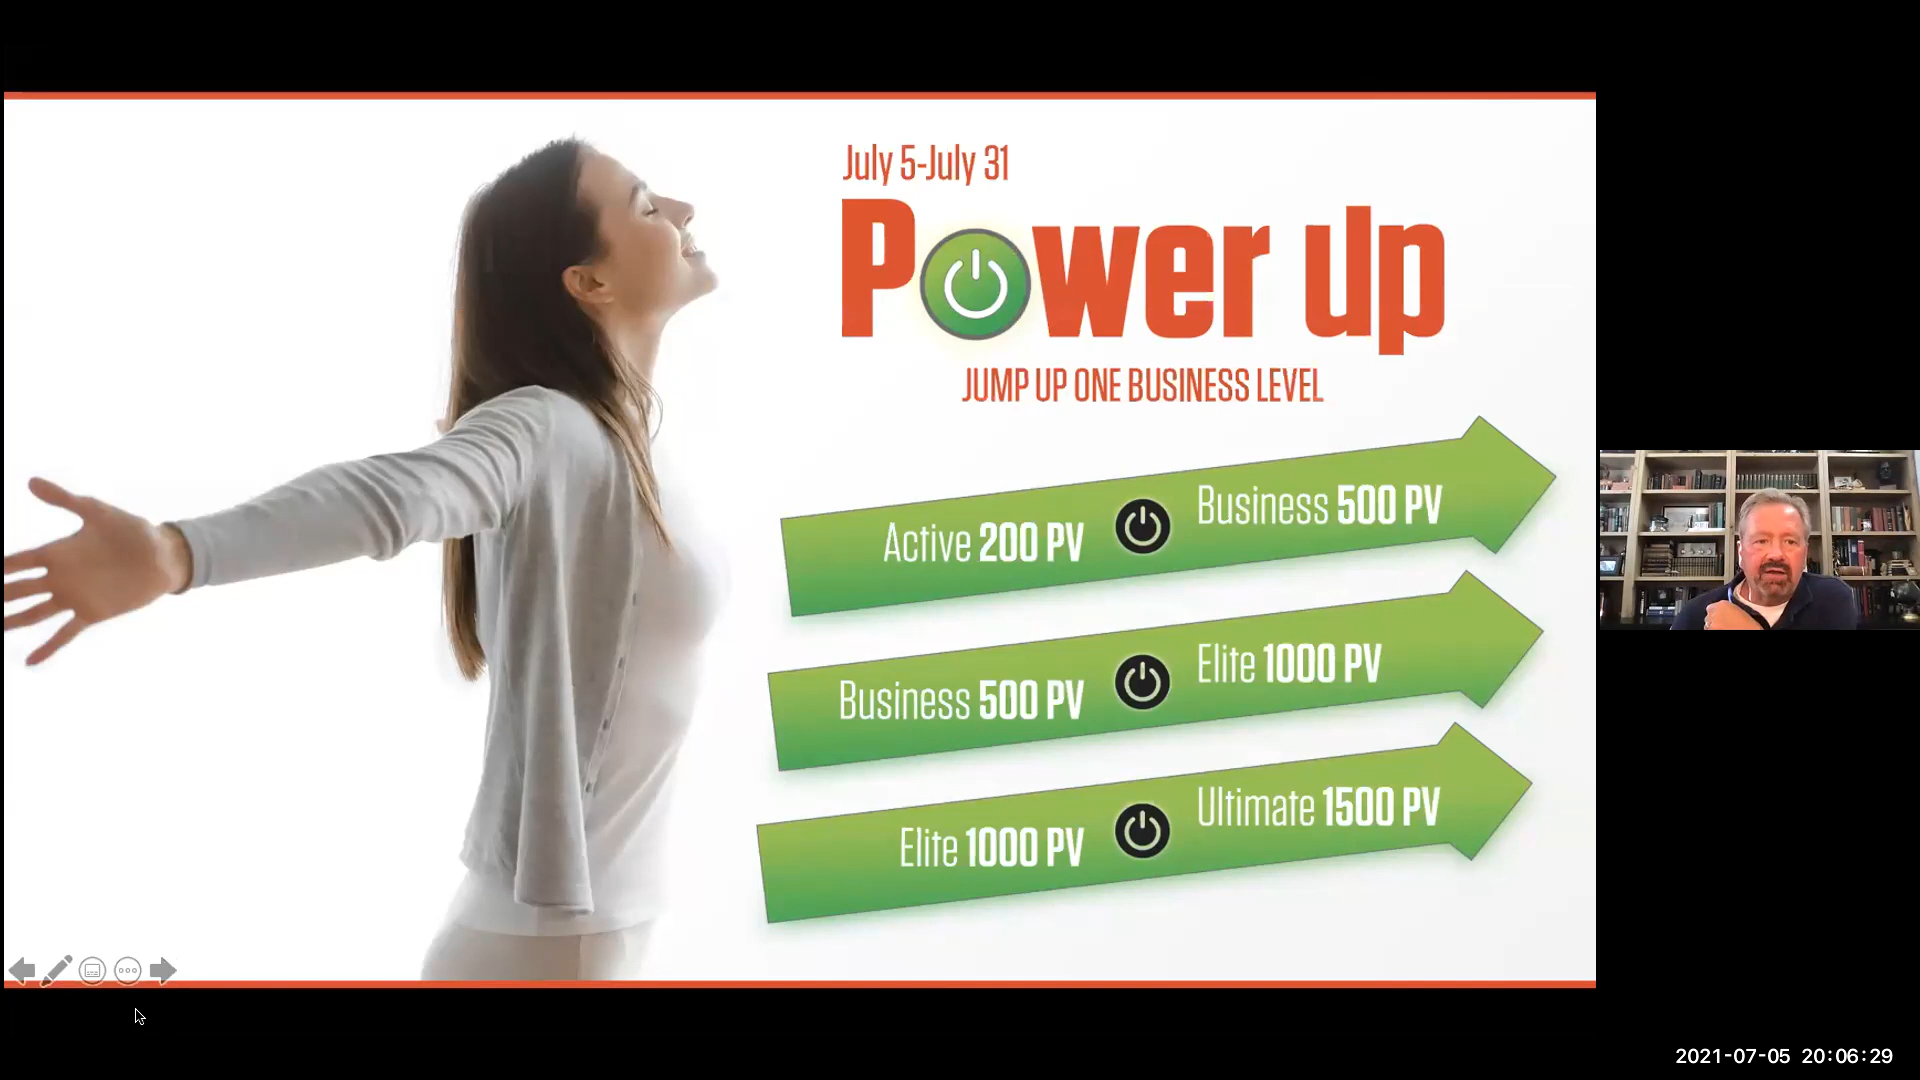 July 5-July 31
Power up
JUMP UP ONE BUSINESS LEVEL
Active 200 PV Business 500 PV
Business 500 PV Elite 1000 PV
Elite 1000 PV Ultimate 1500 PV
2021-07-05 20:06:29